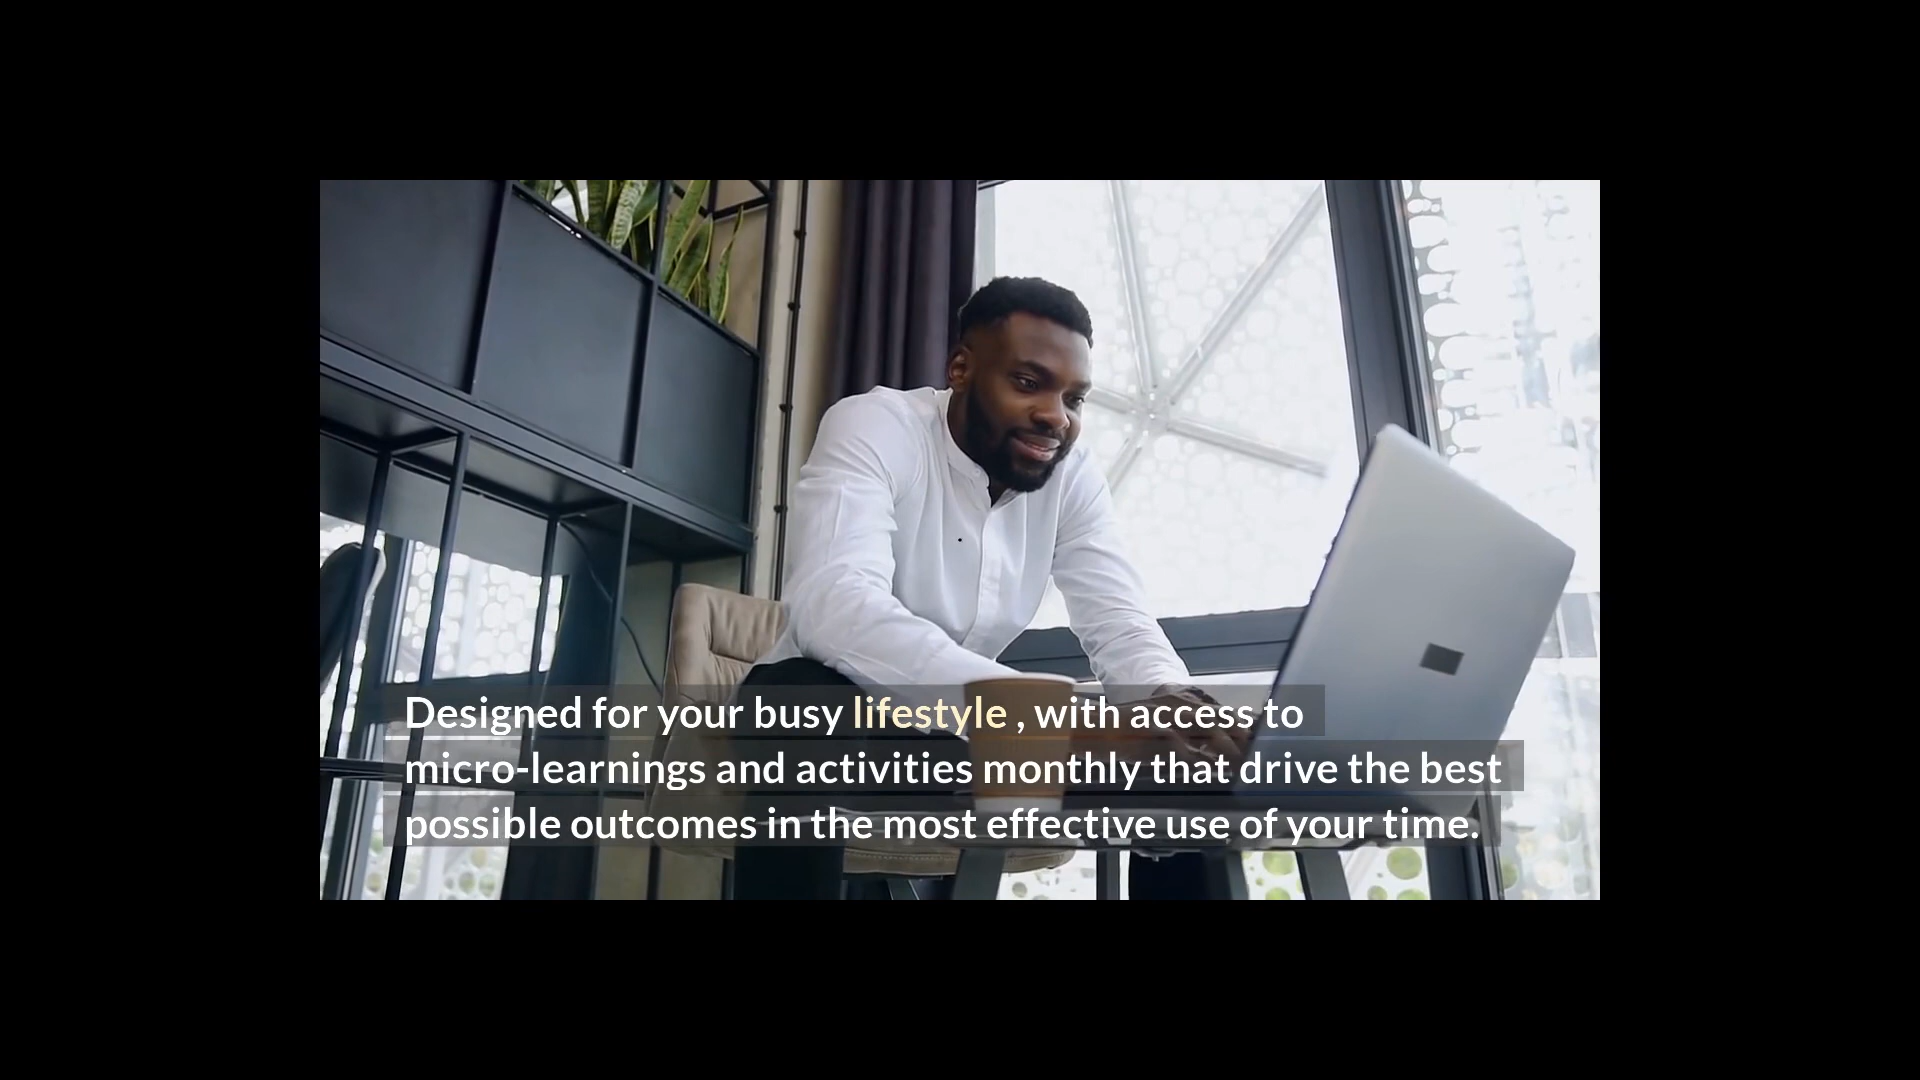 Designed for your busy lifestyle , with access to
micro-learnings and activities monthly that drive the best
possible outcomes in the most effective use of your time.